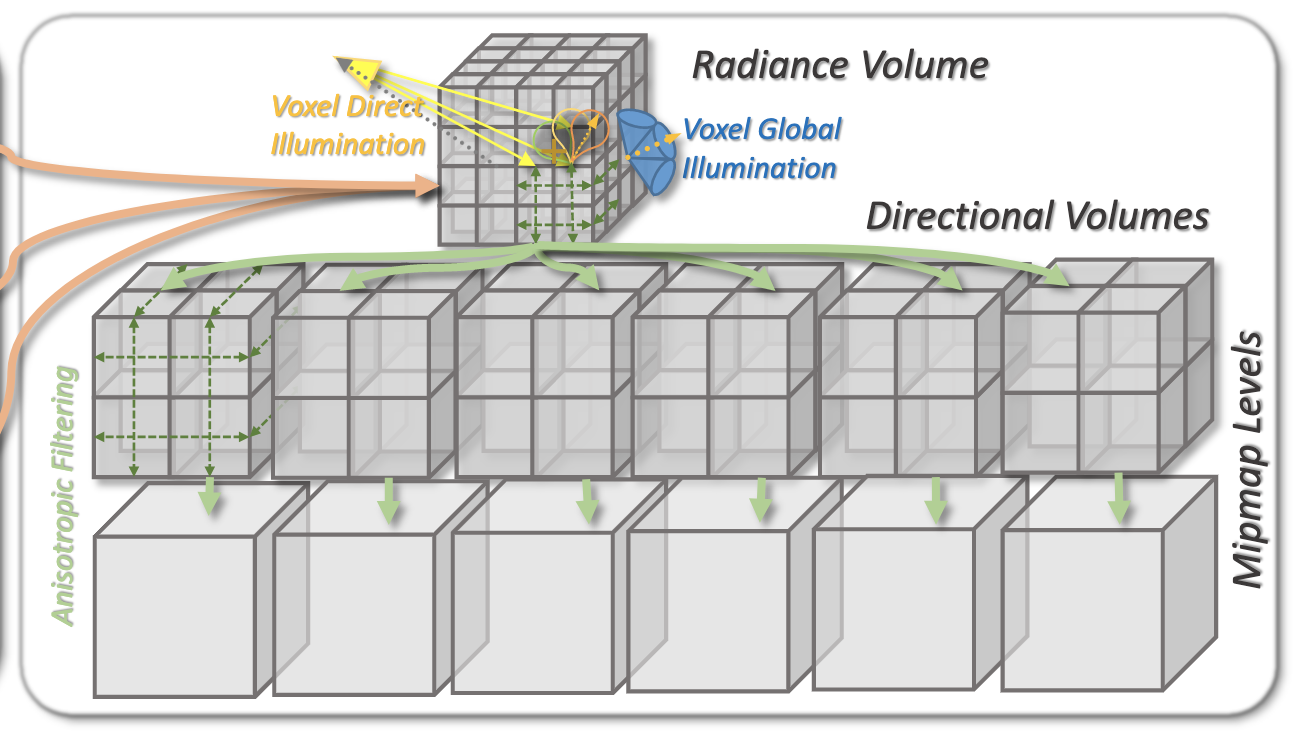 Radiance Volume
Voxel Direct
Illumination
Voxel Global
Illumination
Directional Volumes
Anisotropic Filtering
Mipmap Levels